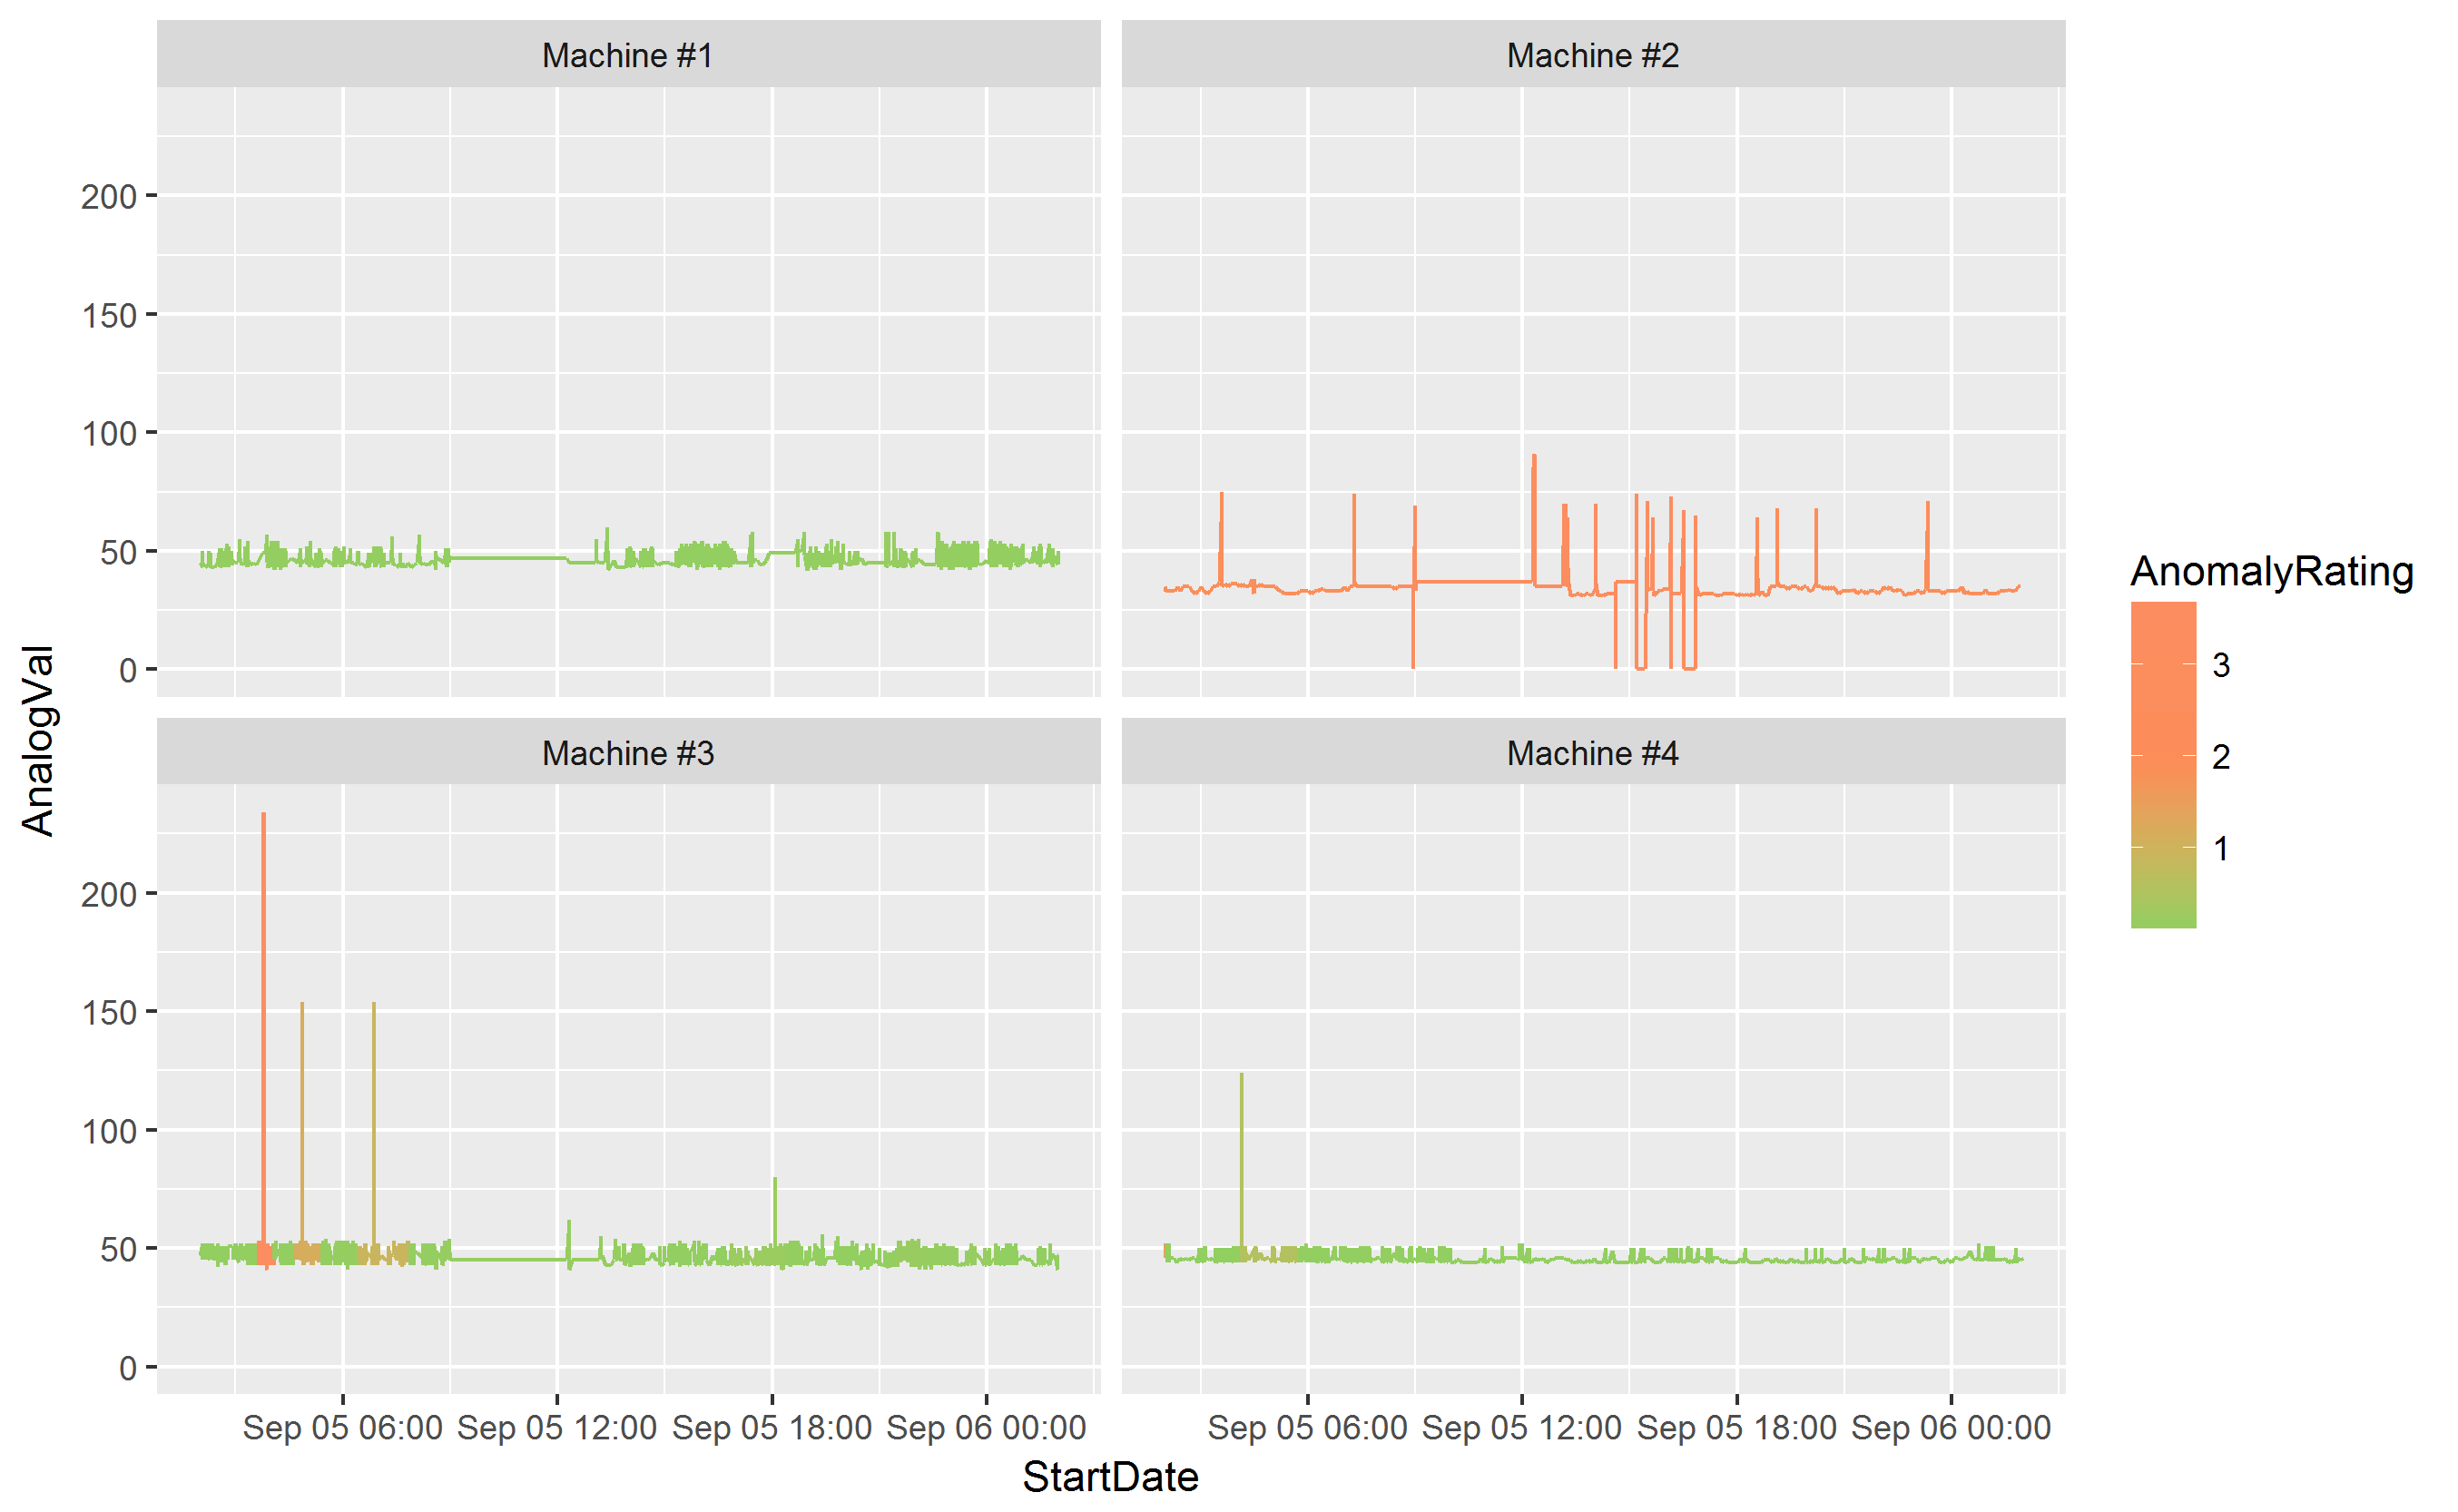 Machine #1
Machine #2
200
150
100
50
0
Machine #3
Machine #4
200
150
100
50
0
AnalogVal
Sep 05 06:00 Sep 05 12:00 Sep 05 18:00 Sep 06 00:00
Sep 05 06:00 Sep 05 12:00 Sep 05 18:00 Sep 06 00:00
StartDate
AnomalyRating
3
2
1